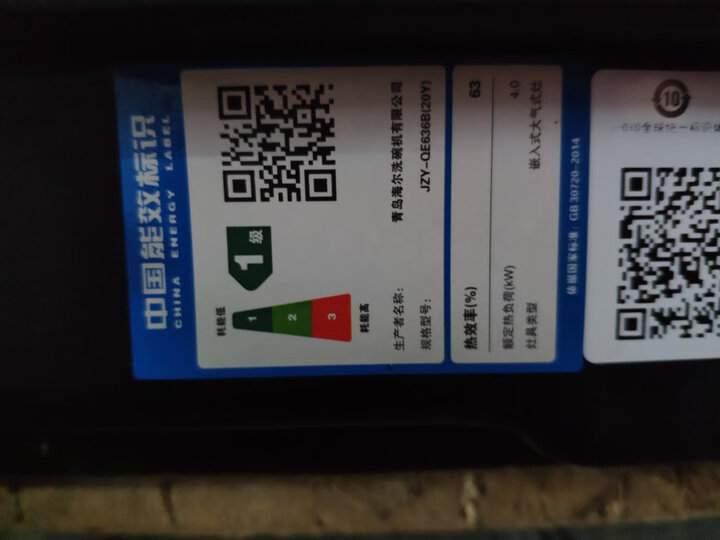 中国能效标识
CHINA ENERGY LABEL
耗能低
1
2
3
耗能高
1级
生产者名称: 青岛海尔洗碗机有限公司
规格型号: JZY-QE636B(20Y)
热效率(%) 63
额定热负荷(kW) 4.0
灶具类型 嵌入式大气式灶
依据国家标准: GB 30720-2014
10